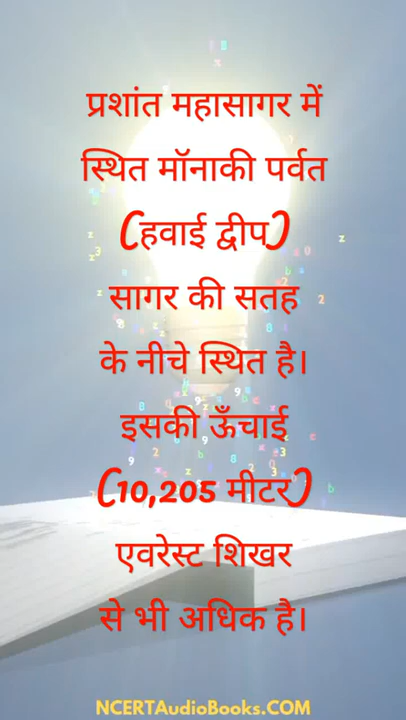 प्रशांत महासागर में
स्थित मॉनाकी पर्वत
(हवाई द्वीप)
सागर की सतह
के नीचे स्थित है।
इसकी ऊँचाई
(10,205 मीटर)
एवरेस्ट शिखर
से भी अधिक है।
NCERTAudioBooks.COM